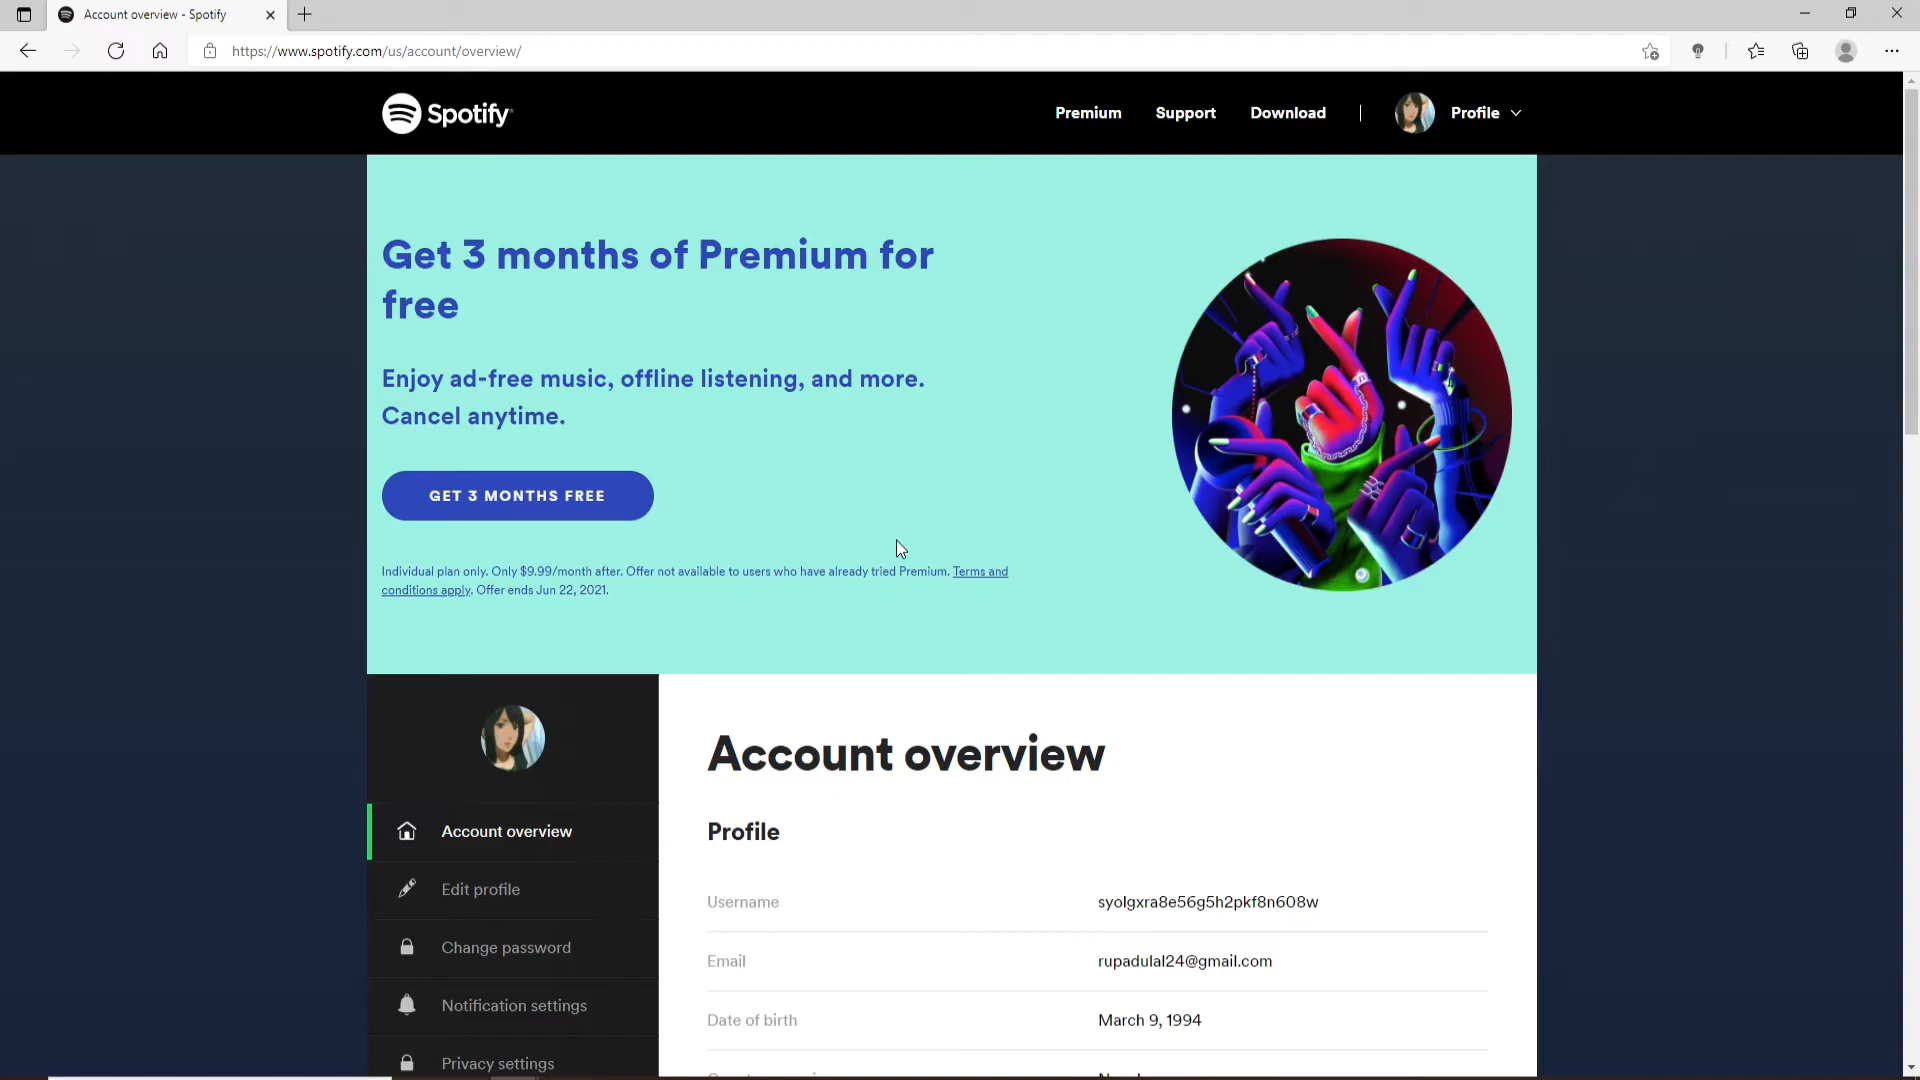 Account overview - Spotify
https://www.spotify.com/us/account/overview/
Spotify
Premium
Support
Download
Profile
Get 3 months of Premium for
free
Enjoy ad-free music, offline listening, and more.
Cancel anytime.
GET 3 MONTHS FREE
Individual plan only. Only $9.99/month after. Offer not available to users who have already tried Premium. Terms and
conditions apply. Offer ends Jun 22, 2021.
Account overview
Edit profile
Change password
Notification settings
Privacy settings
Account overview
Profile
Username
syolgxra8e56g5h2pkf8n608w
Email
rupadulal24@gmail.com
Date of birth
March 9, 1994